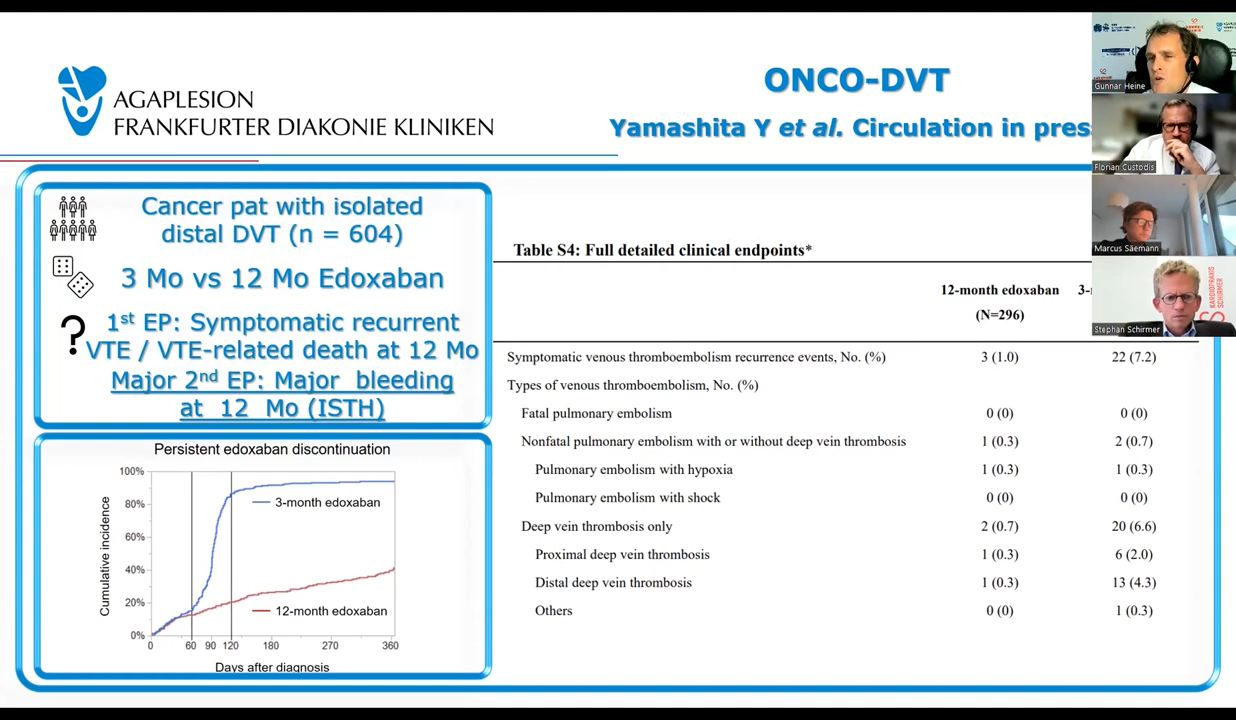 AGAPLESION
FRANKFURTER DIAKONIE KLINIKEN
ONCO-DVT
Yamashita Y et al. Circulation in pres
Cancer pat with isolated
distal DVT (n = 604)
3 Mo vs 12 Mo Edoxaban
?
1st EP: Symptomatic recurrent
VTE / VTE-related death at 12 Mo
Major 2nd EP: Major bleeding
at 12 Mo (ISTH)
Persistent edoxaban discontinuation
Cumulative incidence
100%
80%
60%
40%
20%
0%
3-month edoxaban
12-month edoxaban
0 60 90 120 180 270 360
Days after diagnosis
Table S4: Full detailed clinical endpoints*
12-month edoxaban 3-
(N=296)
Symptomatic venous thromboembolism recurrence events, No. (%) 3 (1.0) 22 (7.2)
Types of venous thromboembolism, No. (%)
Fatal pulmonary embolism 0 (0) 0 (0)
Nonfatal pulmonary embolism with or without deep vein thrombosis 1 (0.3) 2 (0.7)
Pulmonary embolism with hypoxia 1 (0.3) 1 (0.3)
Pulmonary embolism with shock 0 (0) 0 (0)
Deep vein thrombosis only 2 (0.7) 20 (6.6)
Proximal deep vein thrombosis 1 (0.3) 6 (2.0)
Distal deep vein thrombosis 1 (0.3) 13 (4.3)
Others 0 (0) 1 (0.3)
Gunnar Heine
Florian Custodis
Marcus Säemann
Stephan Schirmer
KARDIOPRAXIS
SCHIRMER